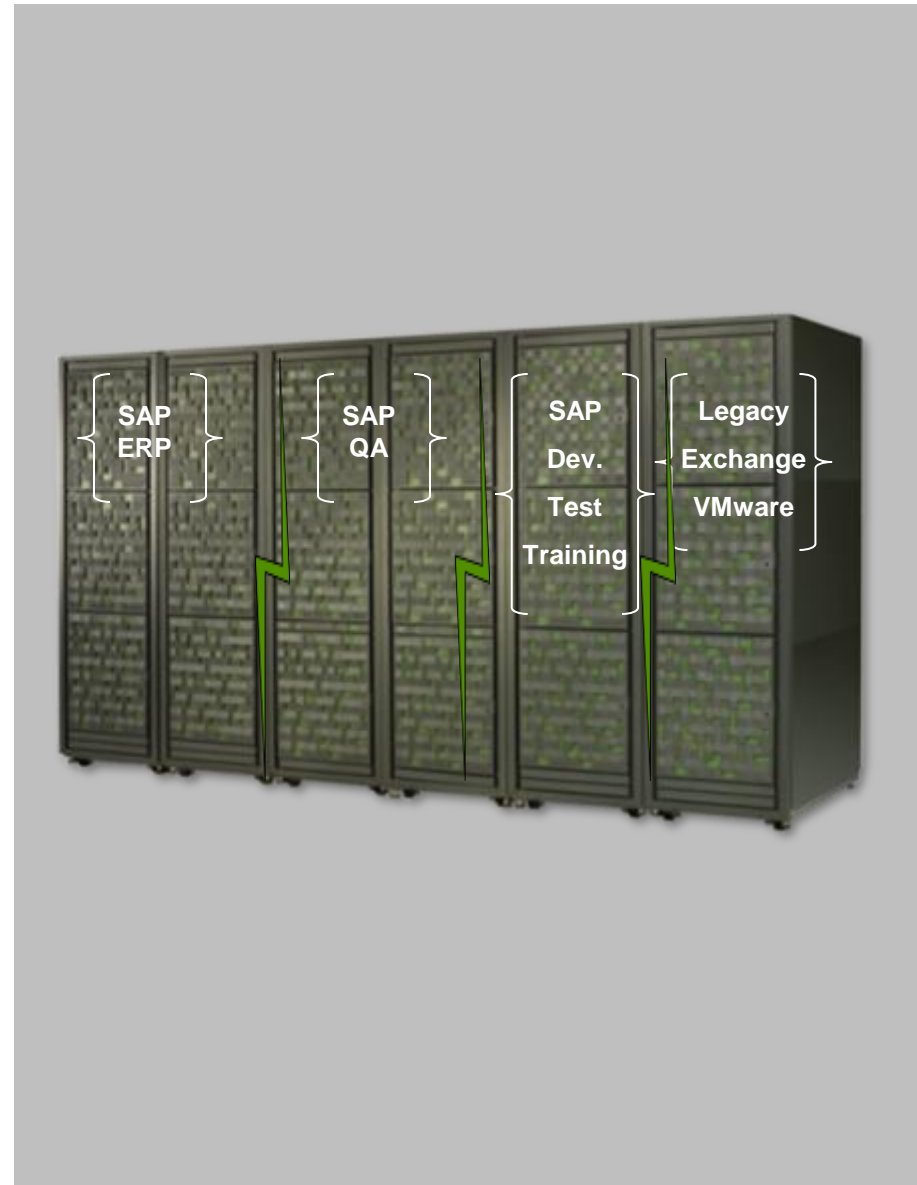 SAP
ERP
SAP
QA
SAP
Dev.
Test
Training
Legacy
Exchange
VMware